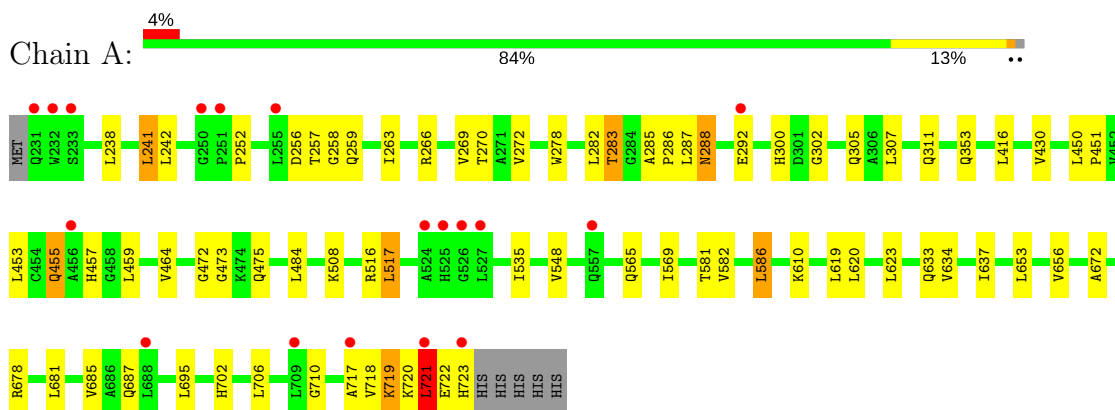 4%
Chain A:
84% 13% ••
MET Q231 W232 S233 L238 L241 L242 G250 P251 P252 L255 D256 T257 G258 Q259 I263 R266 V269 T270 A271 V272 W278 L282 T283 G284 A285 P286 L287 N288 E292 H300 D301 G302 Q305 A306 L307 Q311 Q353 L416 V430 L450 P451 V452
L453 C454 Q455 A456 H457 G458 L459 V464 G472 G473 K474 Q475 L484 K508 R516 L517 A524 H525 G526 L527 I535 V548 Q557 Q565 I569 T581 V582 L586 K610 L619 L620 L623 Q633 V634 I637 L653 V656 A672
R678 L681 V685 A686 Q687 L688 L695 H702 L706 L709 G710 A717 V718 K719 K720 L721 E722 H723 HIS HIS HIS HIS HIS